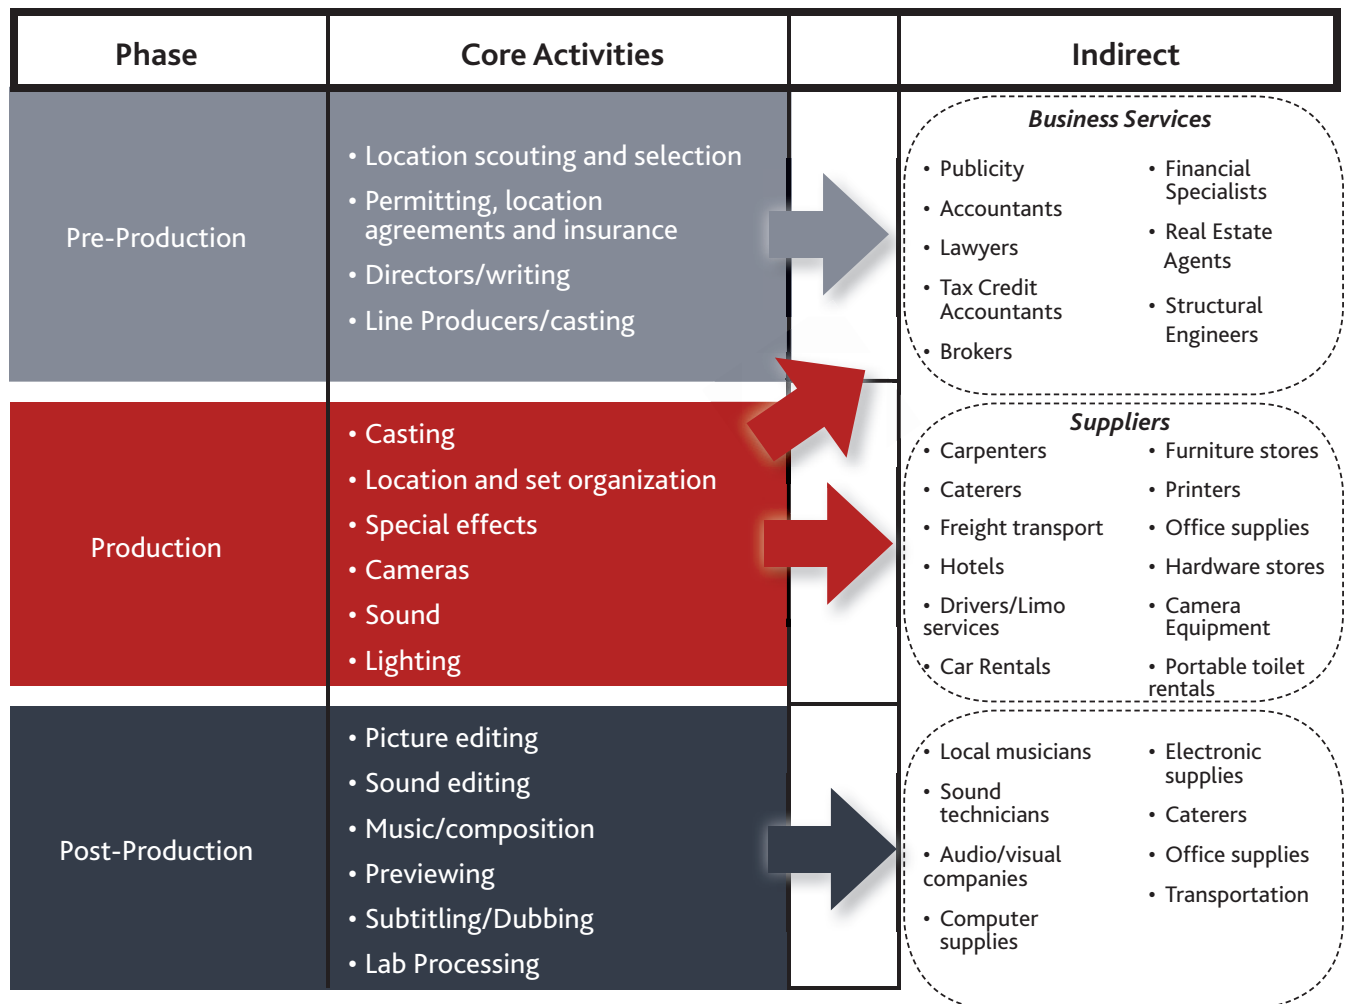 Phase
Core Activities
Indirect
Pre-Production
• Location scouting and selection
• Permitting, location
agreements and insurance
• Directors/writing
• Line Producers/casting
Business Services
• Publicity
• Accountants
• Lawyers
• Tax Credit
Accountants
• Brokers
• Financial
Specialists
• Real Estate
Agents
• Structural
Engineers
Production
• Casting
• Location and set organization
• Special effects
• Cameras
• Sound
• Lighting
Suppliers
• Carpenters
• Caterers
• Freight transport
• Hotels
• Drivers/Limo
services
• Car Rentals
• Furniture stores
• Printers
• Office supplies
• Hardware stores
• Camera
Equipment
• Portable toilet
rentals
Post-Production
• Picture editing
• Sound editing
• Music/composition
• Previewing
• Subtitling/Dubbing
• Lab Processing
• Local musicians
• Sound
technicians
• Audio/visual
companies
• Computer
supplies
• Electronic
supplies
• Caterers
• Office supplies
• Transportation